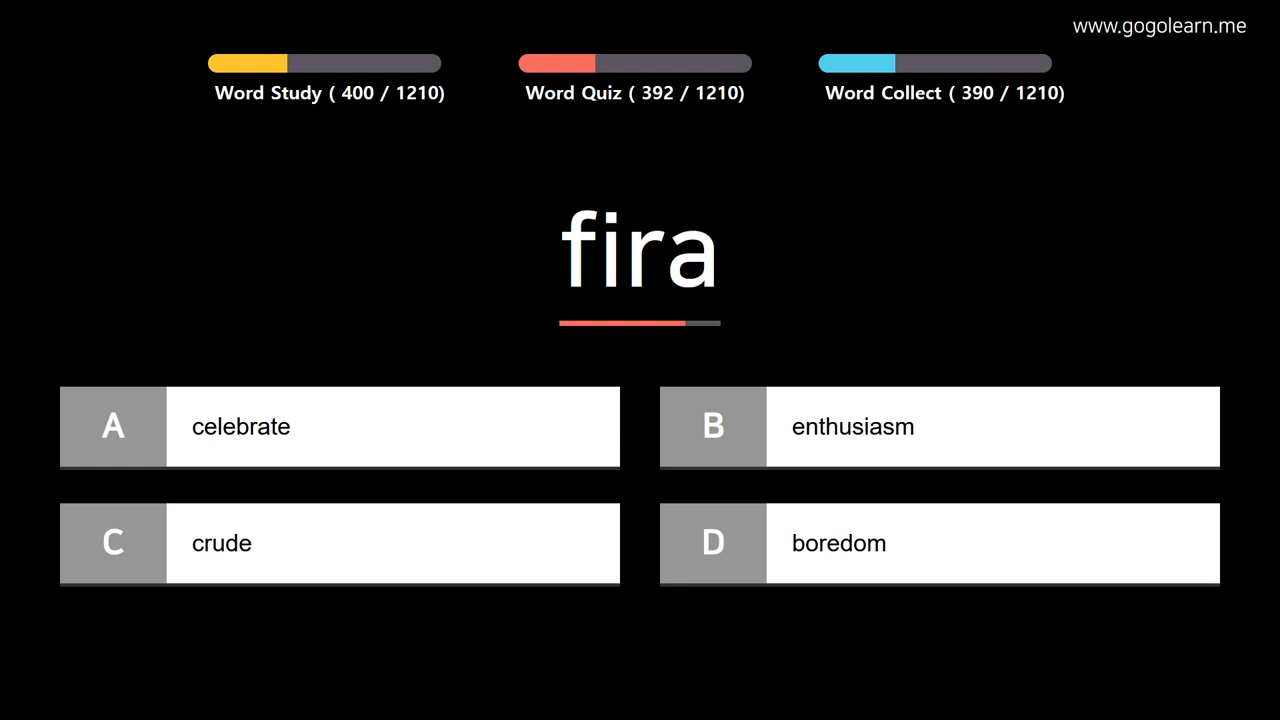 www.gogolearn.me
Word Study ( 400 / 1210)
Word Quiz ( 392 / 1210)
Word Collect ( 390 / 1210)
fira
A celebrate
B enthusiasm
C crude
D boredom